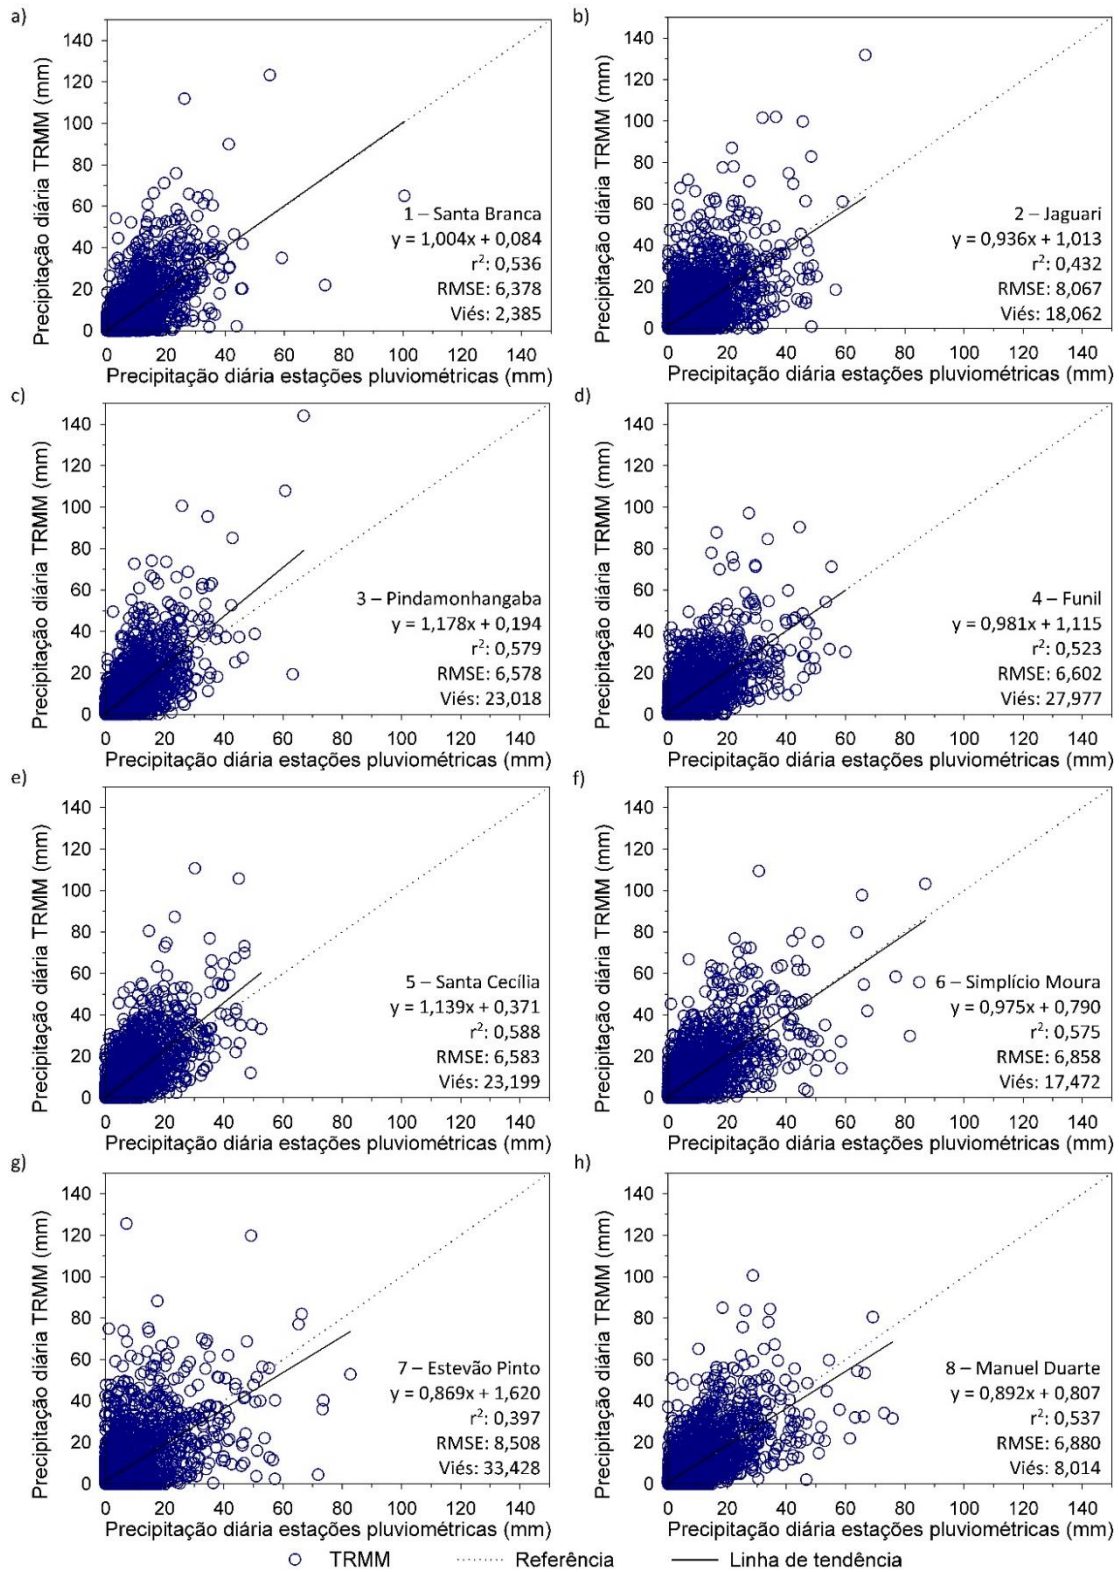 a)
Precipitação diária TRMM (mm)
140
120
100
80
60
40
20
0
1 – Santa Branca
y = 1,004x + 0,084
r²: 0,536
RMSE: 6,378
Viés: 2,385
0 20 40 60 80 100 120 140
Precipitação diária estações pluviométricas (mm)
b)
Precipitação diária TRMM (mm)
140
120
100
80
60
40
20
0
2 – Jaguari
y = 0,936x + 1,013
r²: 0,432
RMSE: 8,067
Viés: 18,062
0 20 40 60 80 100 120 140
Precipitação diária estações pluviométricas (mm)
c)
Precipitação diária TRMM (mm)
140
120
100
80
60
40
20
0
3 – Pindamonhangaba
y = 1,178x + 0,194
r²: 0,579
RMSE: 6,578
Viés: 23,018
0 20 40 60 80 100 120 140
Precipitação diária estações pluviométricas (mm)
d)
Precipitação diária TRMM (mm)
140
120
100
80
60
40
20
0
4 – Funil
y = 0,981x + 1,115
r²: 0,523
RMSE: 6,602
Viés: 27,977
0 20 40 60 80 100 120 140
Precipitação diária estações pluviométricas (mm)
e)
Precipitação diária TRMM (mm)
140
120
100
80
60
40
20
0
5 – Santa Cecília
y = 1,139x + 0,371
r²: 0,588
RMSE: 6,583
Viés: 23,199
0 20 40 60 80 100 120 140
Precipitação diária estações pluviométricas (mm)
f)
Precipitação diária TRMM (mm)
140
120
100
80
60
40
20
0
6 – Simplício Moura
y = 0,975x + 0,790
r²: 0,575
RMSE: 6,858
Viés: 17,472
0 20 40 60 80 100 120 140
Precipitação diária estações pluviométricas (mm)
g)
Precipitação diária TRMM (mm)
140
120
100
80
60
40
20
0
7 – Estevão Pinto
y = 0,869x + 1,620
r²: 0,397
RMSE: 8,508
Viés: 33,428
0 20 40 60 80 100 120 140
Precipitação diária estações pluviométricas (mm)
h)
Precipitação diária TRMM (mm)
140
120
100
80
60
40
20
0
8 – Manuel Duarte
y = 0,892x + 0,807
r²: 0,537
RMSE: 6,880
Viés: 8,014
0 20 40 60 80 100 120 140
Precipitação diária estações pluviométricas (mm)
TRMM Referência Linha de tendência